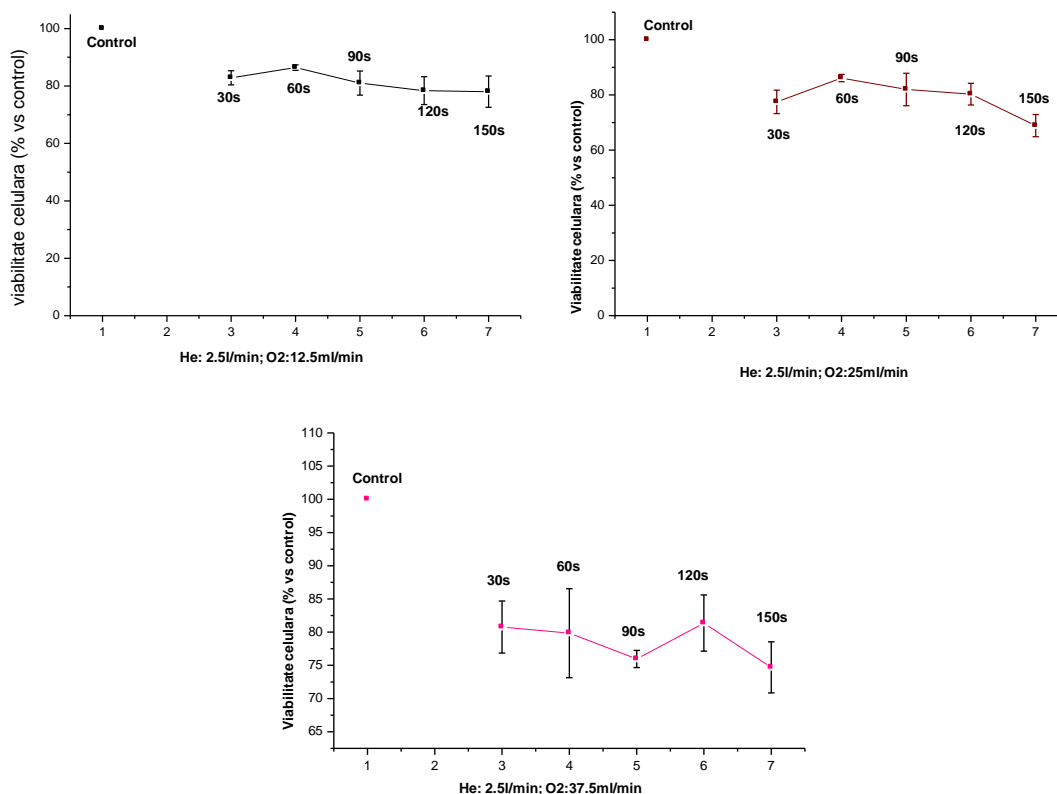 viabilitate celulara (% vs control)
100
80
60
40
20
0
Control
30s
60s
90s
120s
150s
1 2 3 4 5 6 7
He: 2.5l/min; O2:12.5ml/min
Viabilitate celulara (% vs control)
100
80
60
40
20
0
Control
30s
60s
90s
120s
150s
1 2 3 4 5 6 7
He: 2.5l/min; O2:25ml/min
Viabilitate celulara (% vs control)
110
105
100
95
90
85
80
75
70
65
Control
30s
60s
90s
120s
150s
1 2 3 4 5 6 7
He: 2.5l/min; O2:37.5ml/min